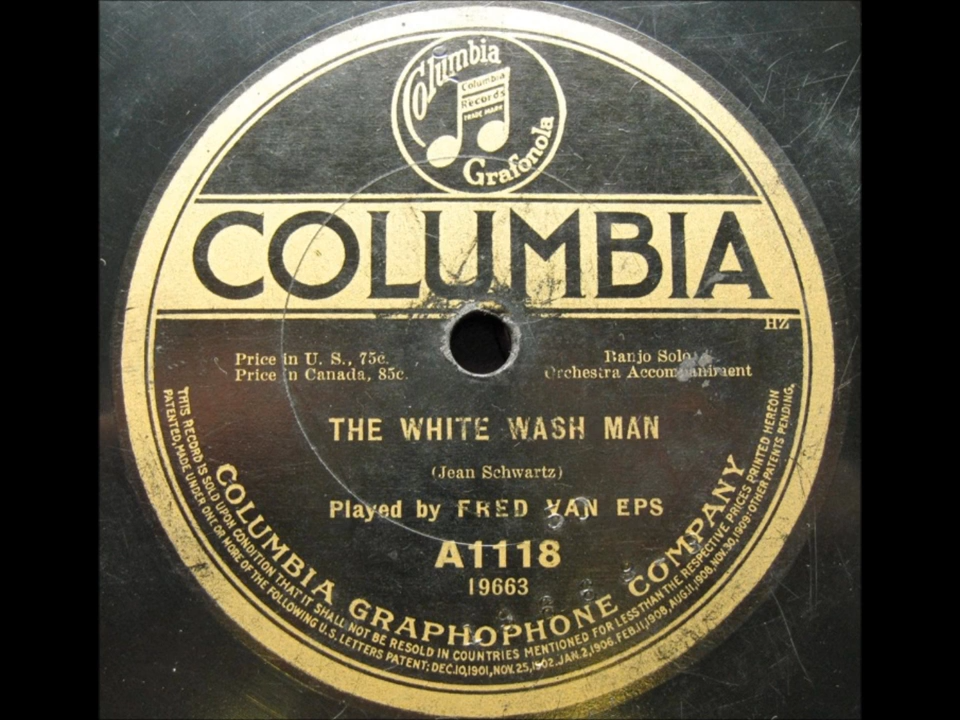 Columbia
Columbia
Records
TRADE MARK
Grafonola
COLUMBIA
HZ
Price in U. S., 75c.
Price in Canada, 85c.
Banjo Solo
Orchestra Accompaniment
THE WHITE WASH MAN
(Jean Schwartz)
Played by FRED VAN EPS
A1118
19663
COLUMBIA GRAPHOPHONE COMPANY
THIS RECORD IS SOLD UPON CONDITION THAT IT SHALL NOT BE RESOLD IN COUNTRIES MENTIONED FOR LESS THAN THE RESPECTIVE PRICES PRINTED HEREON
PATENTED, MADE UNDER ONE OR MORE OF THE FOLLOWING U.S. LETTERS PATENT: DEC.10,1901, NOV.25,1902. JAN.2,1906. FEB.11,1908, AUG.11,1908, NOV.30,1909. OTHER PATENTS PENDING.